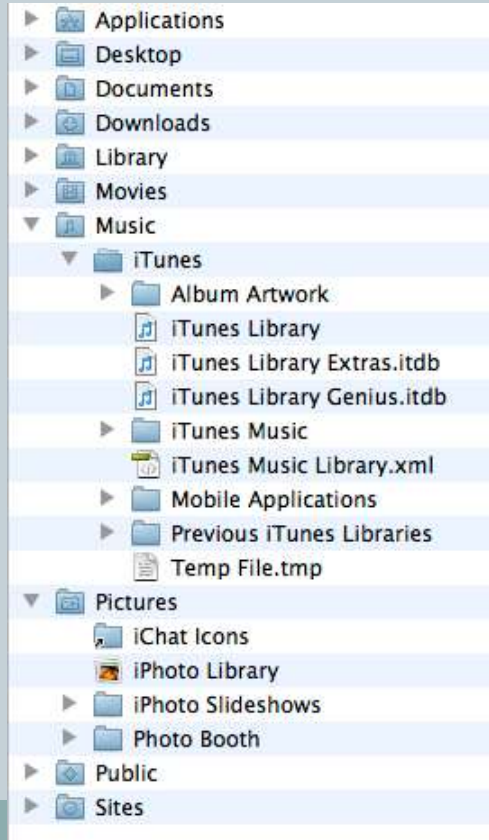 Applications
Desktop
Documents
Downloads
Library
Movies
Music
iTunes
Album Artwork
iTunes Library
iTunes Library Extras.itdb
iTunes Library Genius.itdb
iTunes Music
iTunes Music Library.xml
Mobile Applications
Previous iTunes Libraries
Temp File.tmp
Pictures
iChat Icons
iPhoto Library
iPhoto Slideshows
Photo Booth
Public
Sites